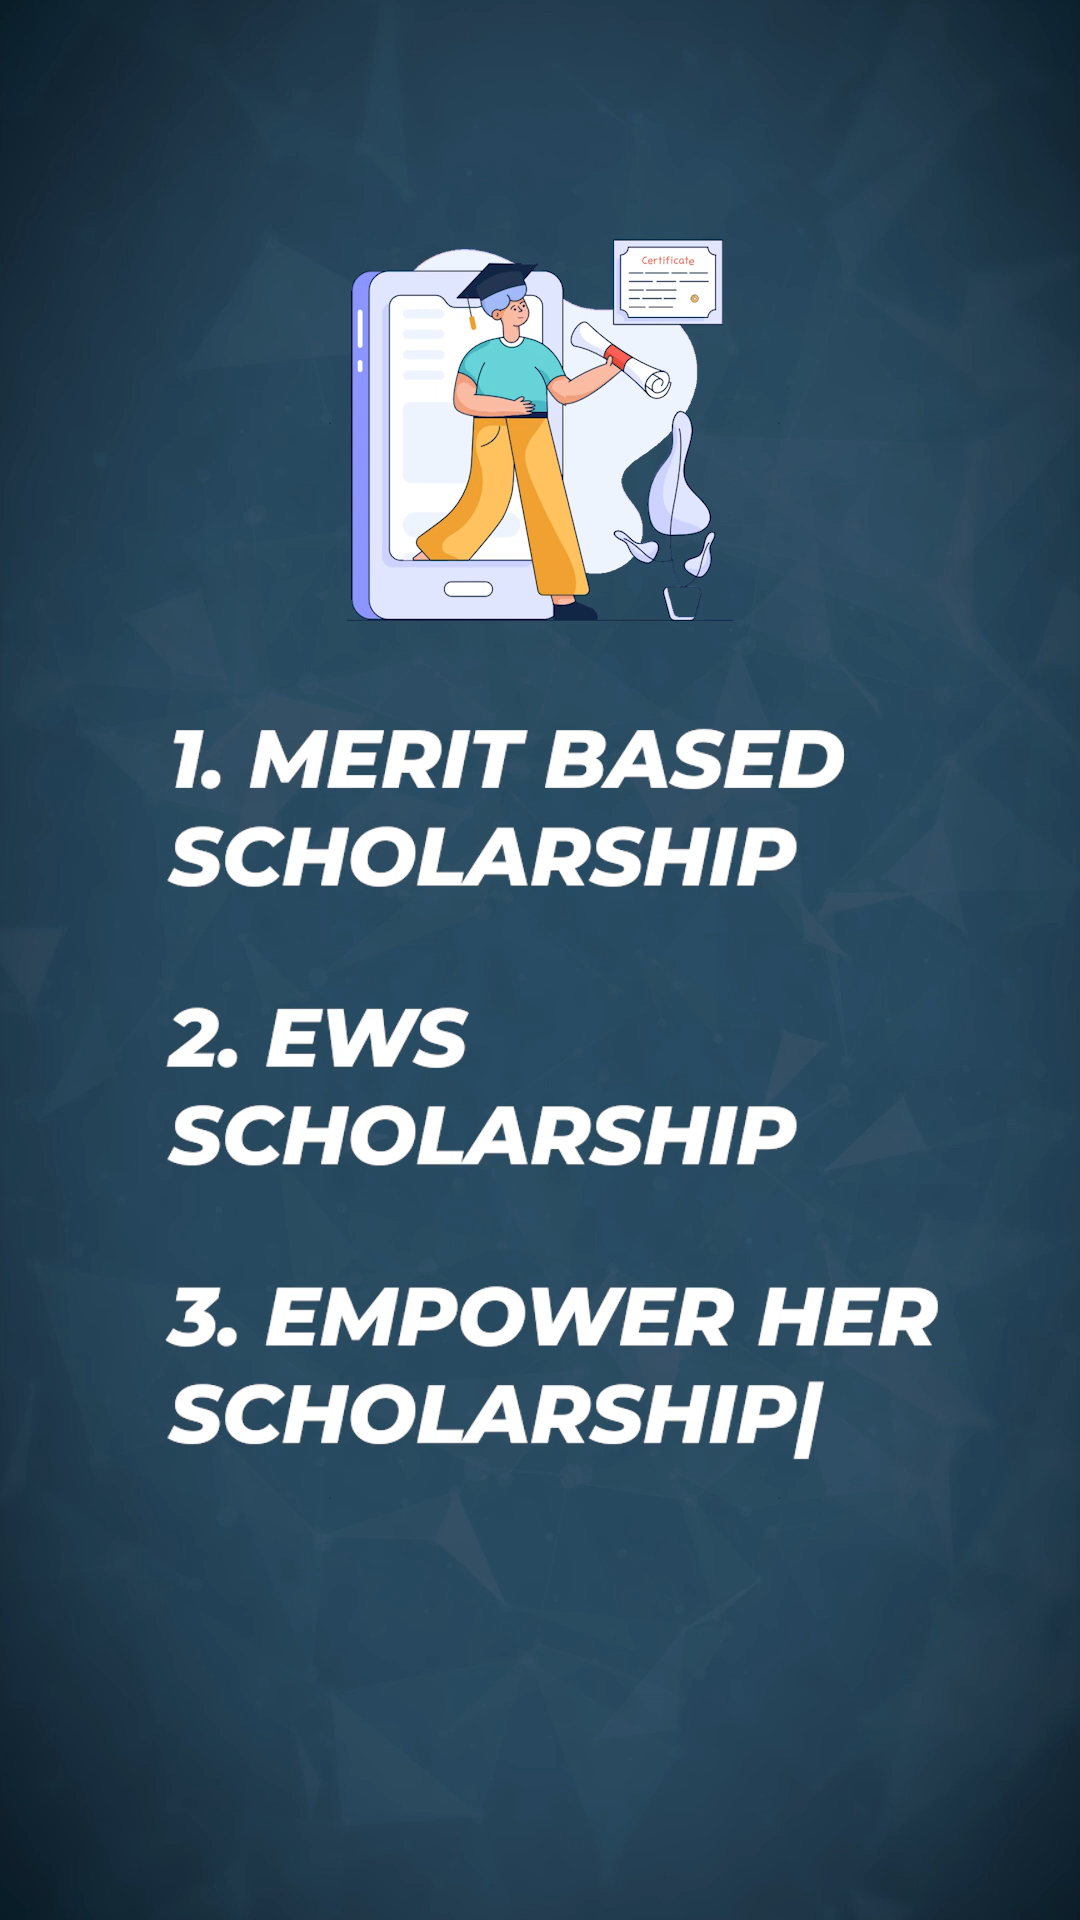 Certificate
1. MERIT BASED
SCHOLARSHIP
2. EWS
SCHOLARSHIP
3. EMPOWER HER
SCHOLARSHIP|